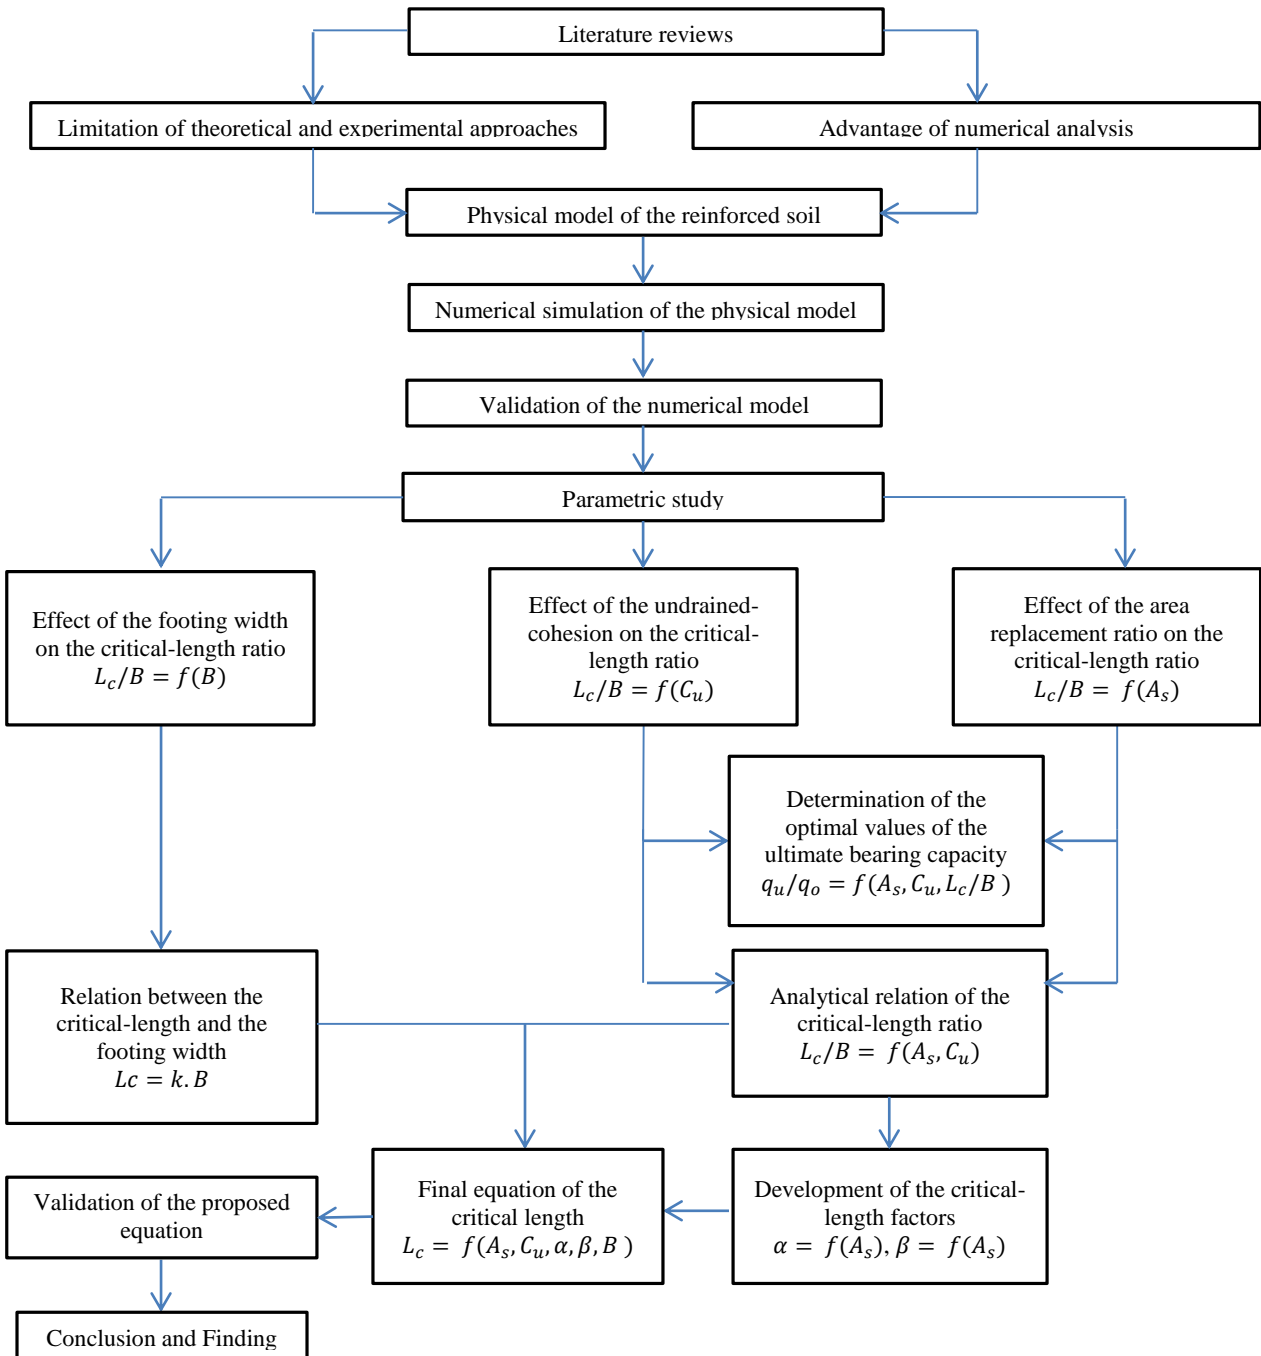 Literature reviews
Limitation of theoretical and experimental approaches
Advantage of numerical analysis
Physical model of the reinforced soil
Numerical simulation of the physical model
Validation of the numerical model
Parametric study
Effect of the footing width
on the critical-length ratio
L_c/B = f(B)
Effect of the undrained-
cohesion on the critical-
length ratio
L_c/B = f(C_u)
Effect of the area
replacement ratio on the
critical-length ratio
L_c/B = f(A_s)
Determination of the
optimal values of the
ultimate bearing capacity
q_u/q_o = f(A_s, C_u, L_c/B )
Relation between the
critical-length and the
footing width
Lc = k. B
Analytical relation of the
critical-length ratio
L_c/B = f(A_s, C_u)
Validation of the proposed
equation
Final equation of the
critical length
L_c = f(A_s, C_u, α, β, B )
Development of the critical-
length factors
α = f(A_s), β = f(A_s)
Conclusion and Finding